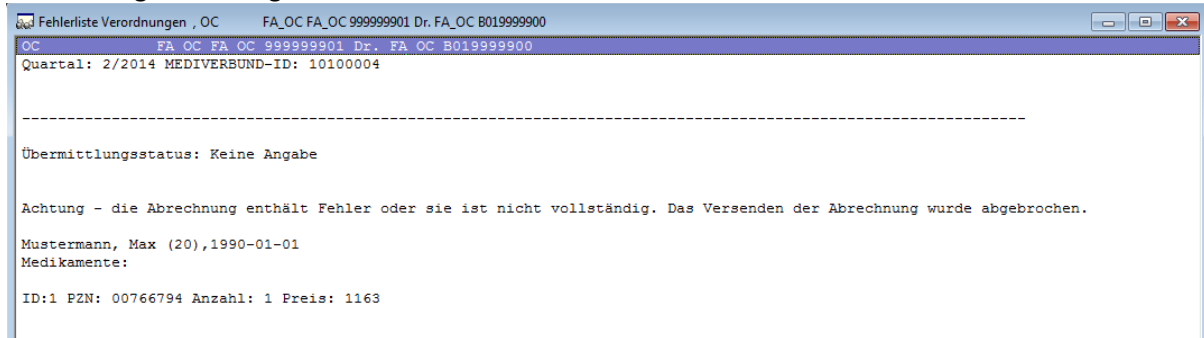 Fehlerliste Verordnungen , OC FA_OC FA_OC 999999901 Dr. FA_OC B019999900
OC FA OC FA OC 999999901 Dr. FA OC B019999900
Quartal: 2/2014 MEDIVERBUND-ID: 10100004
----------------------------------------------------------------------------------------------------------------
Übermittlungsstatus: Keine Angabe
Achtung - die Abrechnung enthält Fehler oder sie ist nicht vollständig. Das Versenden der Abrechnung wurde abgebrochen.
Mustermann, Max (20),1990-01-01
Medikamente:
ID:1 PZN: 00766794 Anzahl: 1 Preis: 1163